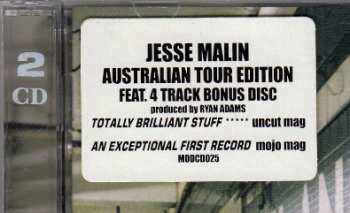 2
CD
JESSE MALIN
AUSTRALIAN TOUR EDITION
FEAT. 4 TRACK BONUS DISC
produced by RYAN ADAMS
TOTALLY BRILLIANT STUFF ***** uncut mag
AN EXCEPTIONAL FIRST RECORD mojo mag
MODCD025